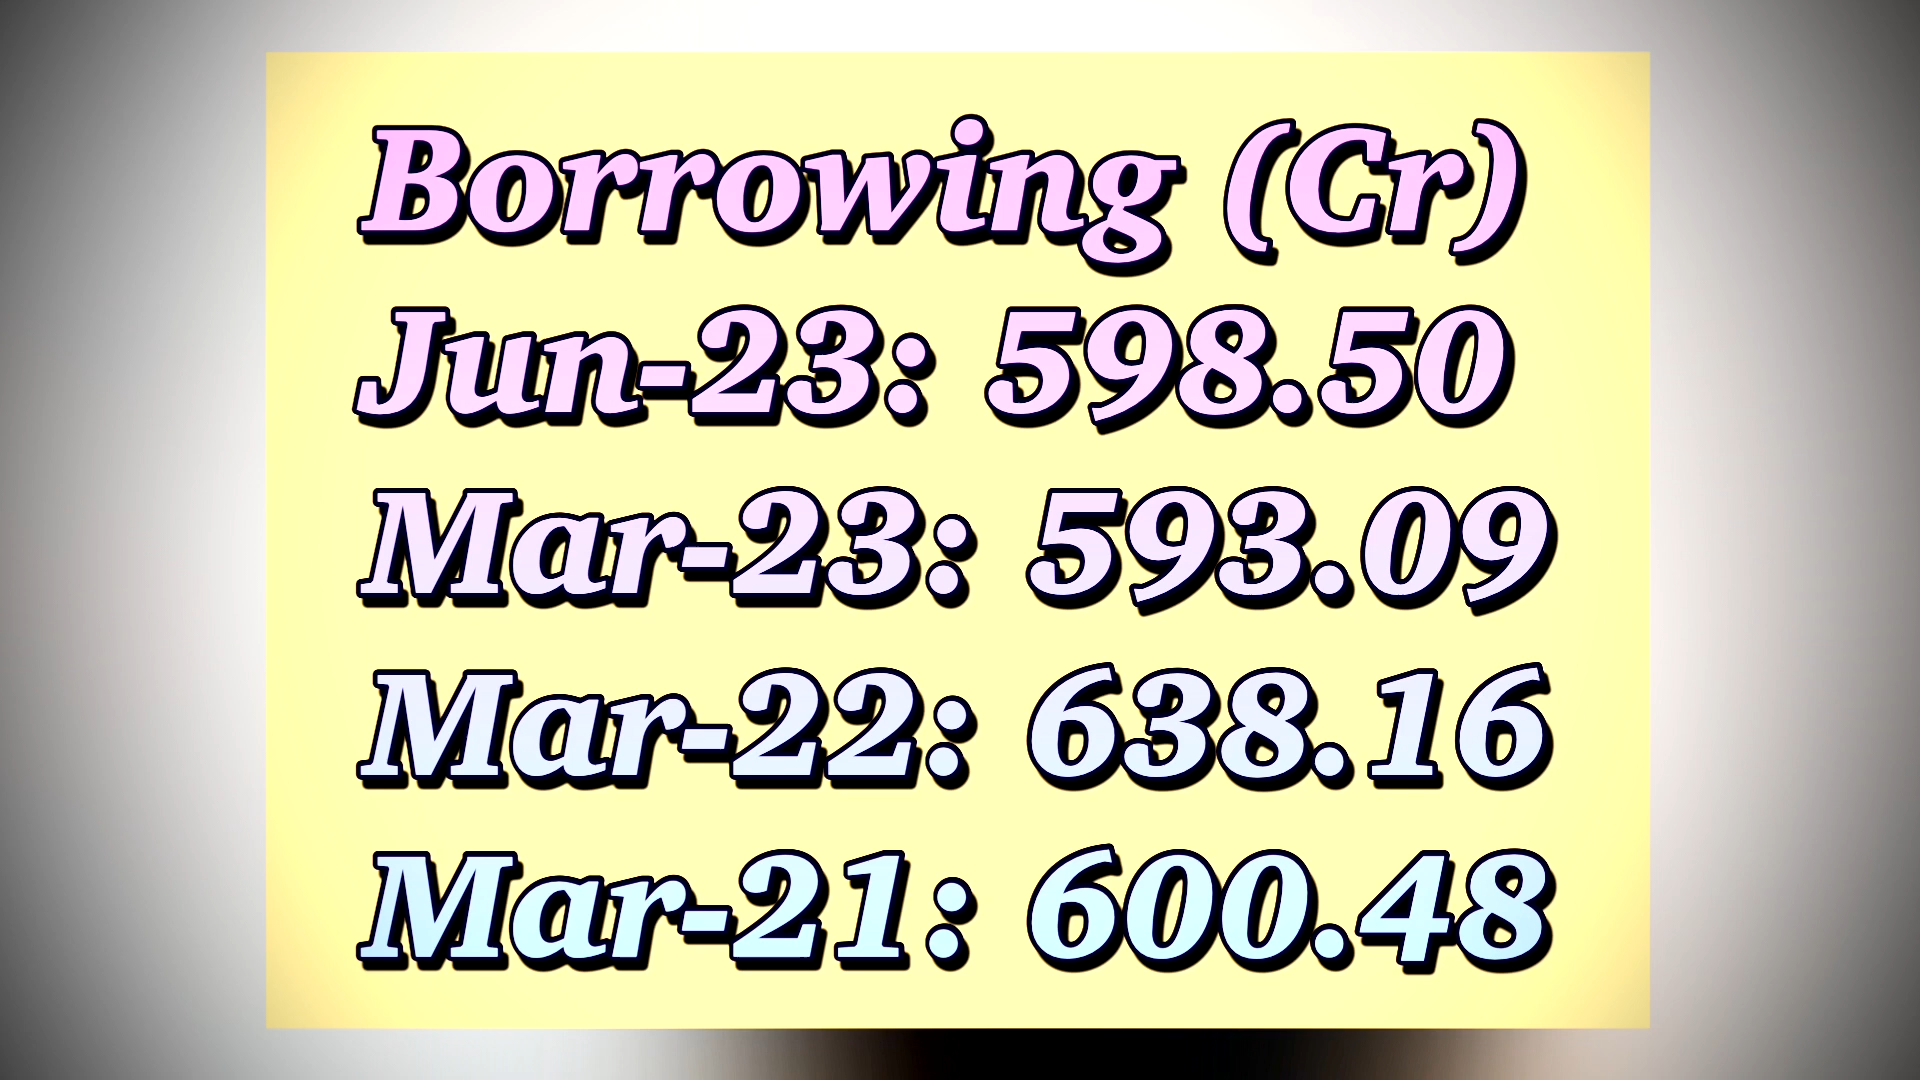 Borrowing (Cr)
Jun-23: 598.50
Mar-23: 593.09
Mar-22: 638.16
Mar-21: 600.48